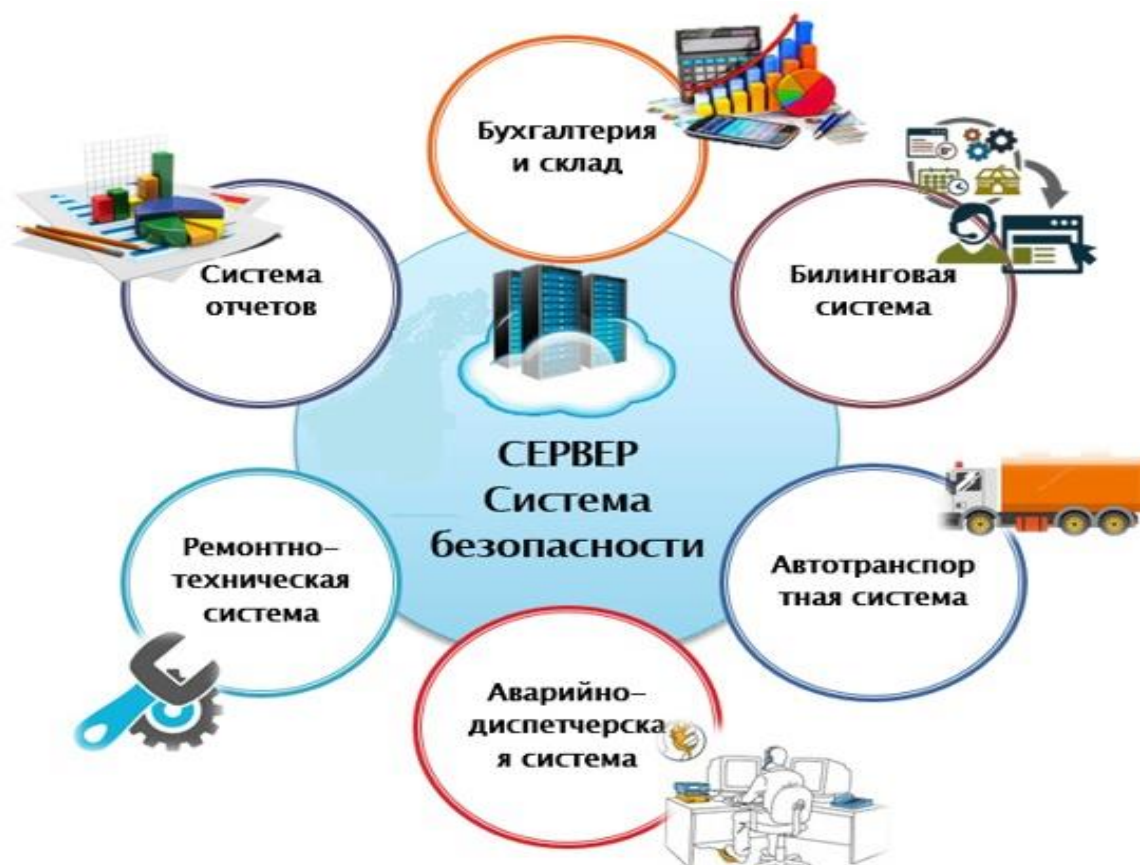 Бухгалтерия
и склад
Билинговая
система
Автотранспор
тная система
Аварийно-
диспетчерска
я система
Ремонтно-
техническая
система
Система
отчетов
СЕРВЕР
Система
безопасности